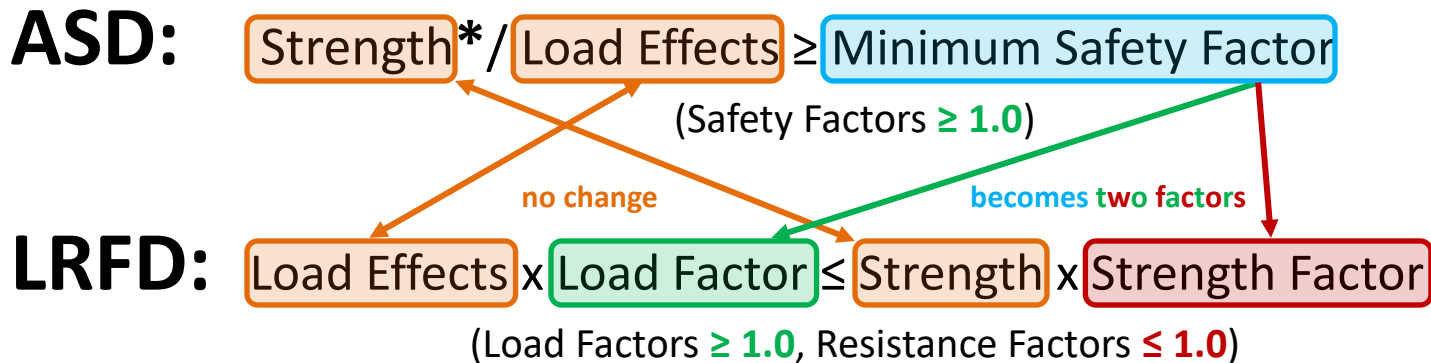 ASD: Strength* / Load Effects ≥ Minimum Safety Factor
(Safety Factors ≥ 1.0)
no change becomes two factors
LRFD: Load Effects x Load Factor ≤ Strength x Strength Factor
(Load Factors ≥ 1.0, Resistance Factors ≤ 1.0)